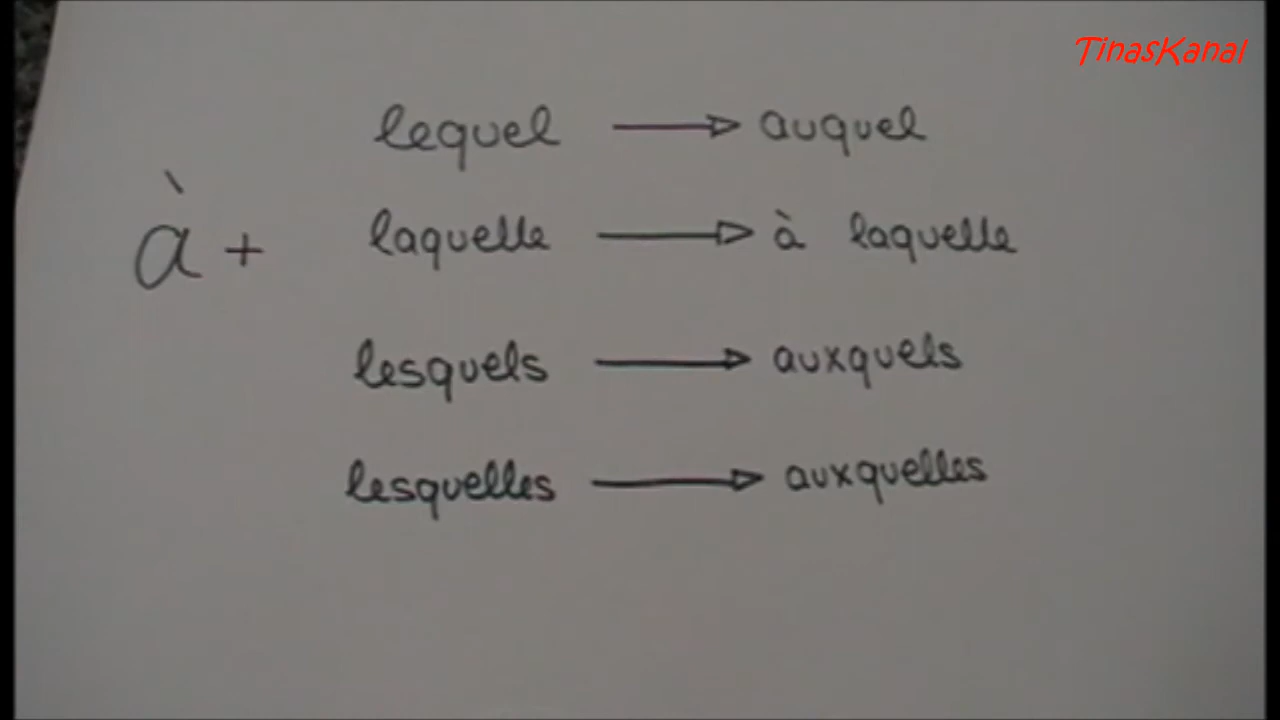 TinasKanal
lequel → auquel
à + laquelle → à laquelle
lesquels → auxquels
lesquelles → auxquelles